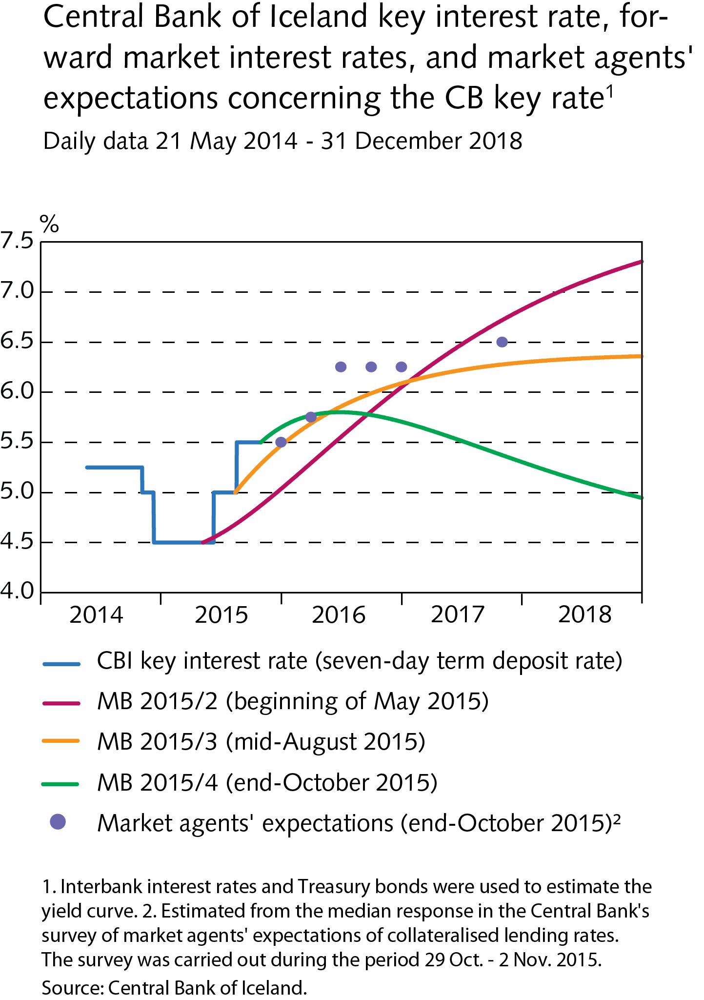 Central Bank of Iceland key interest rate, for-
ward market interest rates, and market agents'
expectations concerning the CB key rate¹
Daily data 21 May 2014 - 31 December 2018
%
7.5
7.0
6.5
6.0
5.5
5.0
4.5
4.0
2014 2015 2016 2017 2018
CBI key interest rate (seven-day term deposit rate)
MB 2015/2 (beginning of May 2015)
MB 2015/3 (mid-August 2015)
MB 2015/4 (end-October 2015)
Market agents' expectations (end-October 2015)²
1. Interbank interest rates and Treasury bonds were used to estimate the
yield curve. 2. Estimated from the median response in the Central Bank's
survey of market agents' expectations of collateralised lending rates.
The survey was carried out during the period 29 Oct. - 2 Nov. 2015.
Source: Central Bank of Iceland.